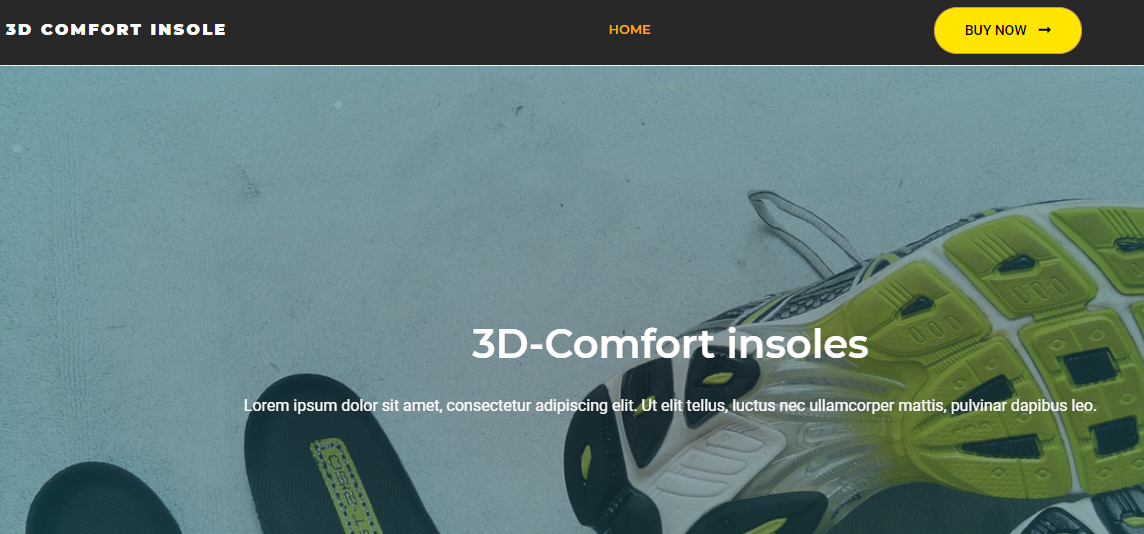 3D COMFORT INSOLE
HOME
BUY NOW
3D-Comfort insoles
Lorem ipsum dolor sit amet, consectetur adipiscing elit. Ut elit tellus, luctus nec ullamcorper mattis, pulvinar dapibus leo.